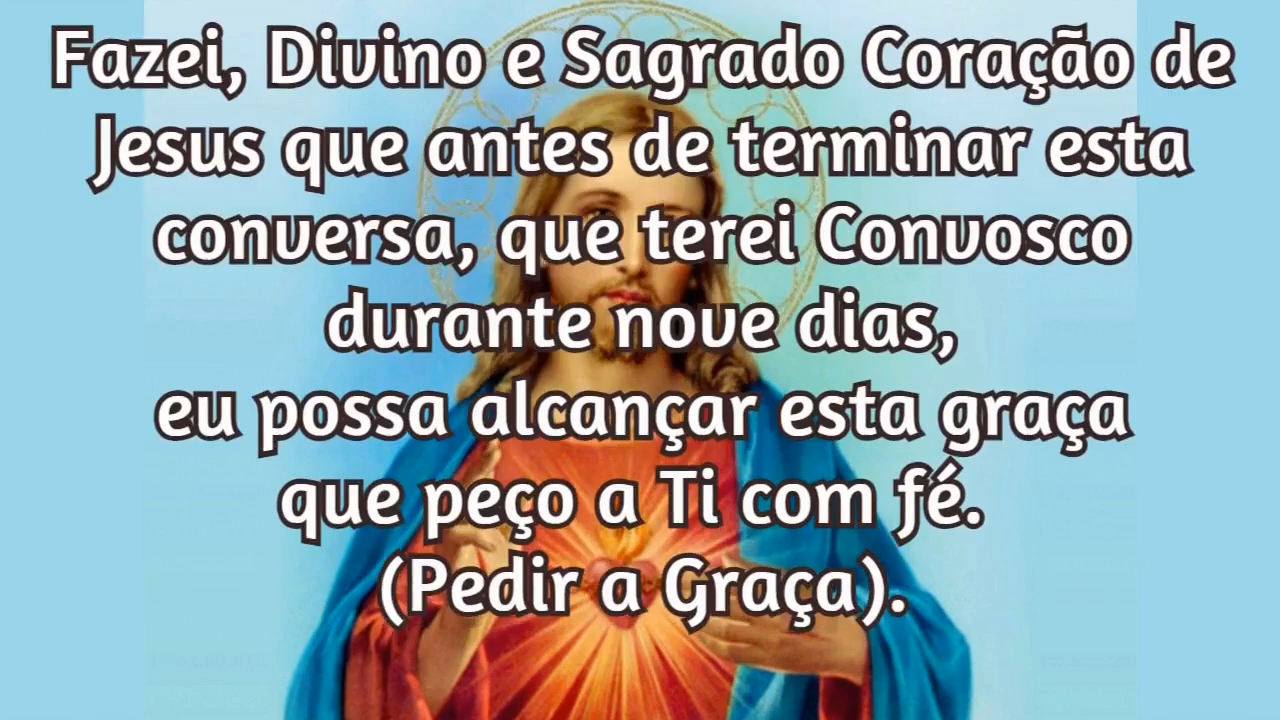 Fazei, Divino e Sagrado Coração de
Jesus que antes de terminar esta
conversa, que terei Convosco
durante nove dias,
eu possa alcançar esta graça
que peço a Ti com fé.
(Pedir a Graça).